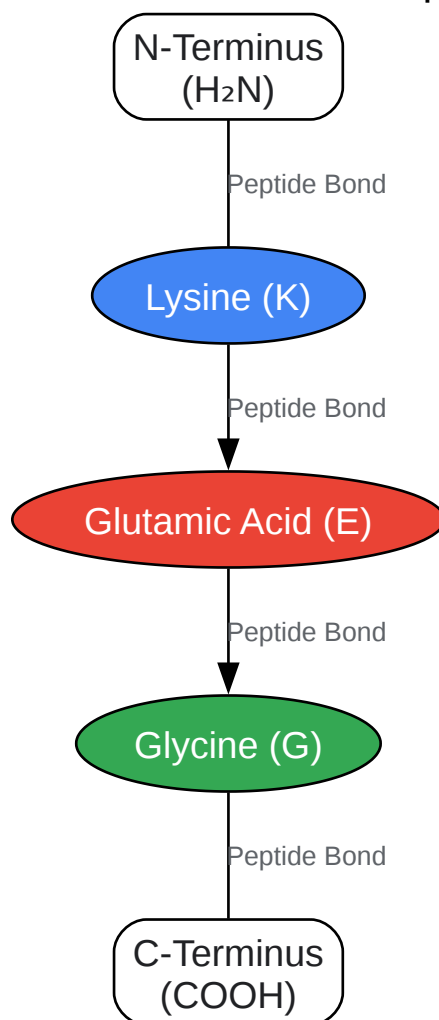 N-Terminus
(H₂N)
Peptide Bond
Lysine (K)
Peptide Bond
Glutamic Acid (E)
Peptide Bond
Glycine (G)
Peptide Bond
C-Terminus
(COOH)